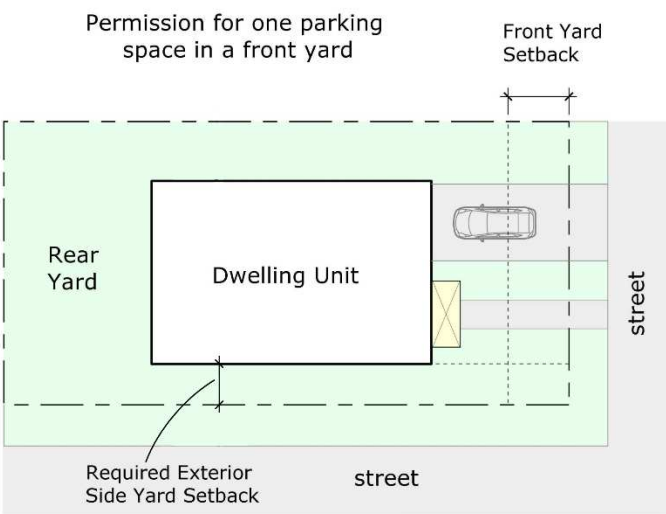 Permission for one parking
space in a front yard
Front Yard
Setback
Rear
Yard
Dwelling Unit
street
Required Exterior
Side Yard Setback
street